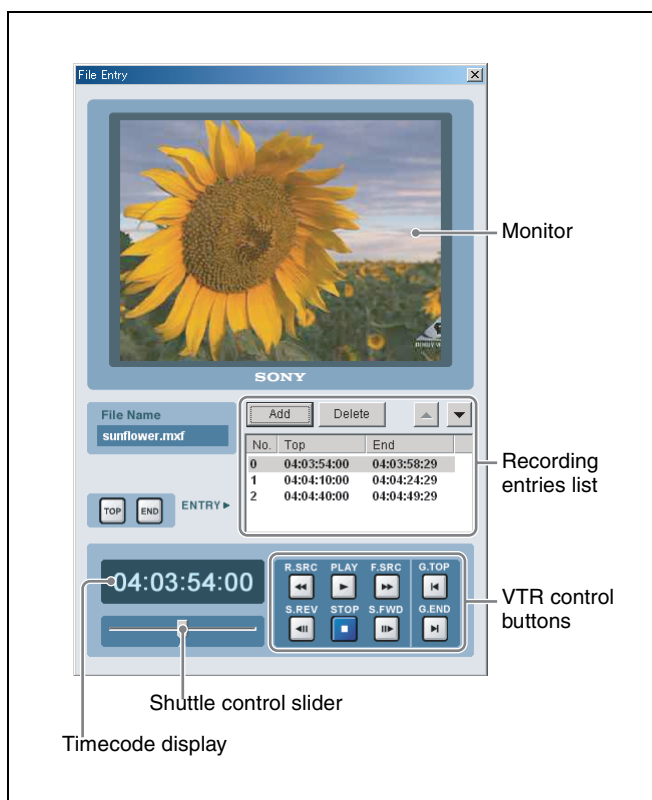 File Entry
Monitor
SONY
File Name
sunflower.mxf
Add Delete
No. Top End
0 04:03:54:00 04:03:58:29
1 04:04:10:00 04:04:24:29
2 04:04:40:00 04:04:49:29
Recording
entries list
TOP END ENTRY
04:03:54:00
R.SRC PLAY F.SRC G.TOP
S.REV STOP S.FWD G.END
VTR control
buttons
Shuttle control slider
Timecode display